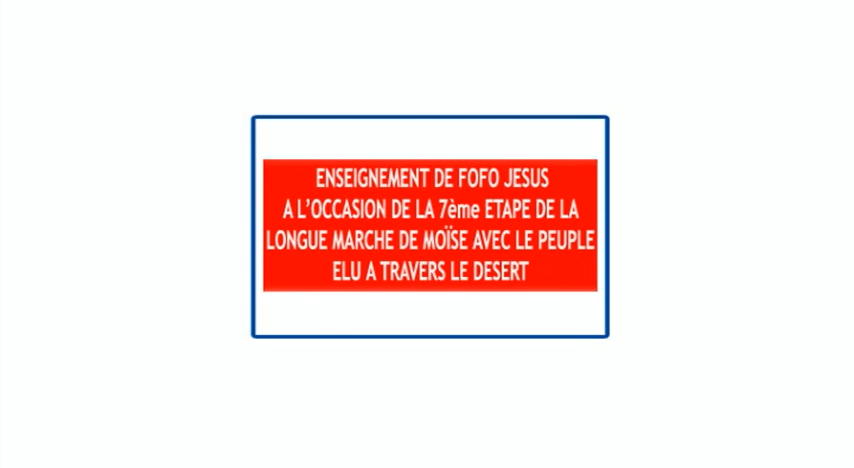 ENSEIGNEMENT DE FOFO JESUS
A L'OCCASION DE LA 7ème ETAPE DE LA
LONGUE MARCHE DE MOÏSE AVEC LE PEUPLE
ELU A TRAVERS LE DESERT